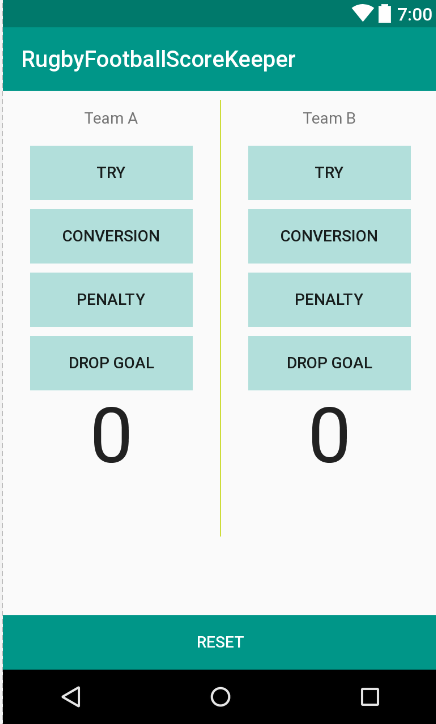 7:00
RugbyFootballScoreKeeper
Team A
Team B
TRY
TRY
CONVERSION
CONVERSION
PENALTY
PENALTY
DROP GOAL
DROP GOAL
0
0
RESET